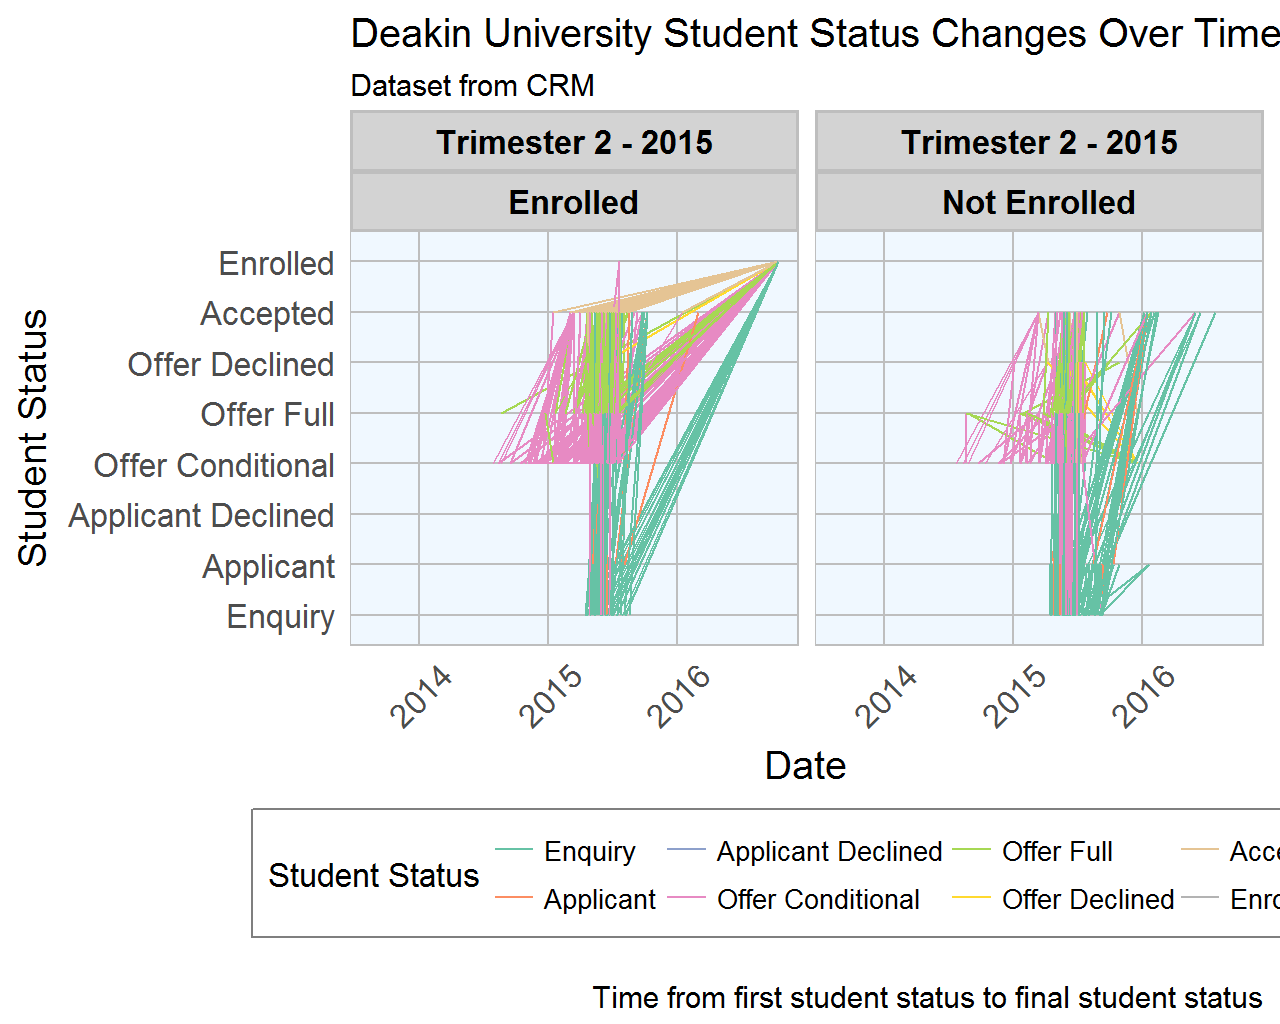 Deakin University Student Status Changes Over Time
Dataset from CRM
Trimester 2 - 2015
Trimester 2 - 2015
Enrolled
Not Enrolled
Student Status
Enrolled
Accepted
Offer Declined
Offer Full
Offer Conditional
Applicant Declined
Applicant
Enquiry
2014
2015
2016
2014
2015
2016
Date
Student Status
Enquiry
Applicant Declined
Offer Full
Acce
Applicant
Offer Conditional
Offer Declined
Enro
Time from first student status to final student status